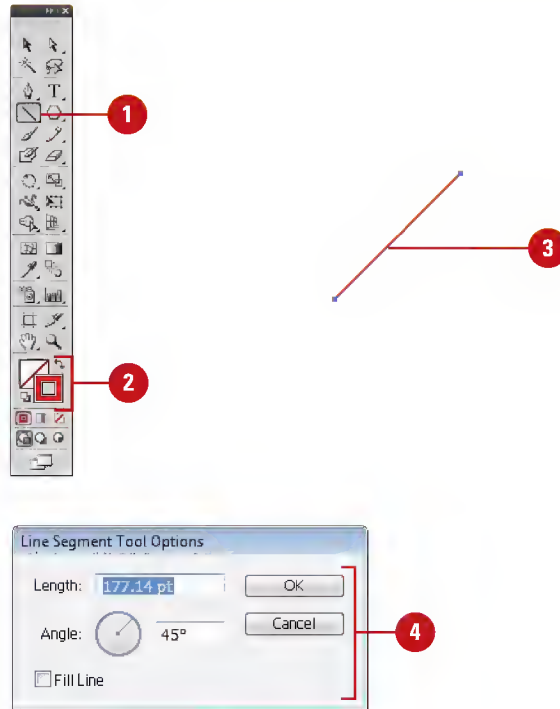 1
3
2
Line Segment Tool Options
Length: 177.14 pt OK
Angle: 45° Cancel
Fill Line
4